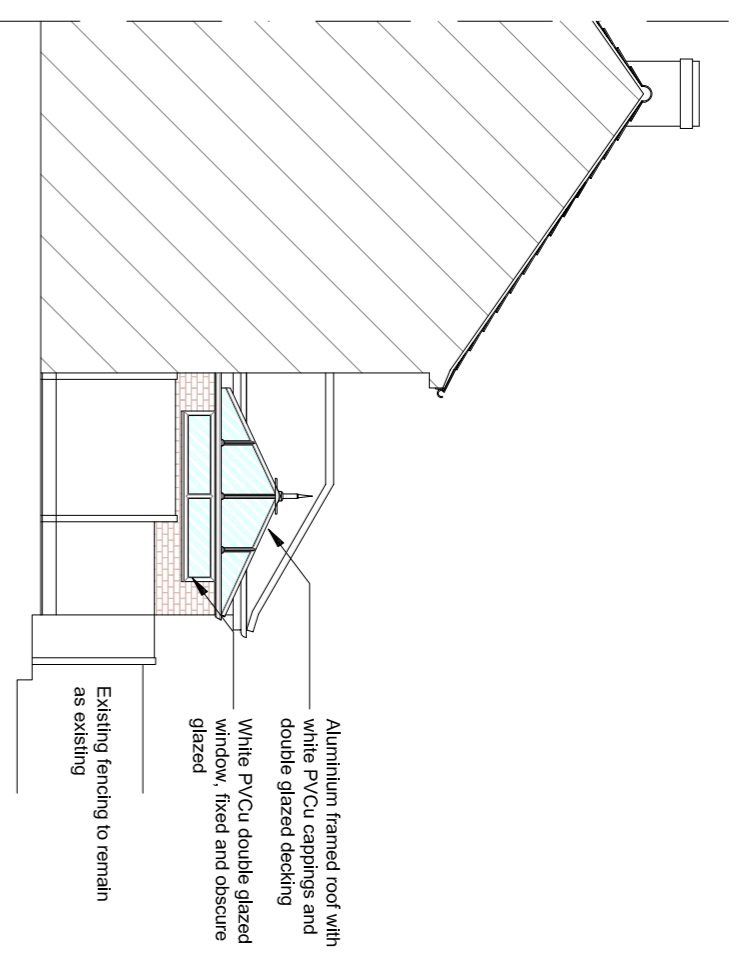 Aluminium framed roof with
white PVCu cappings and
double glazed decking
White PVCu double glazed
window, fixed and obscure
glazed
Existing fencing to remain
as existing